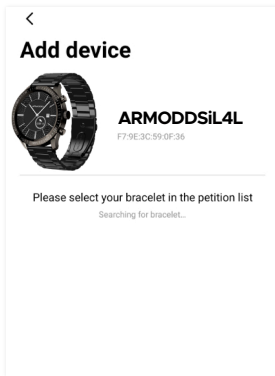 Add device
ARMODDSiL4L
F7:9E:3C:59:0F:36
Please select your bracelet in the petition list
Searching for bracelet...